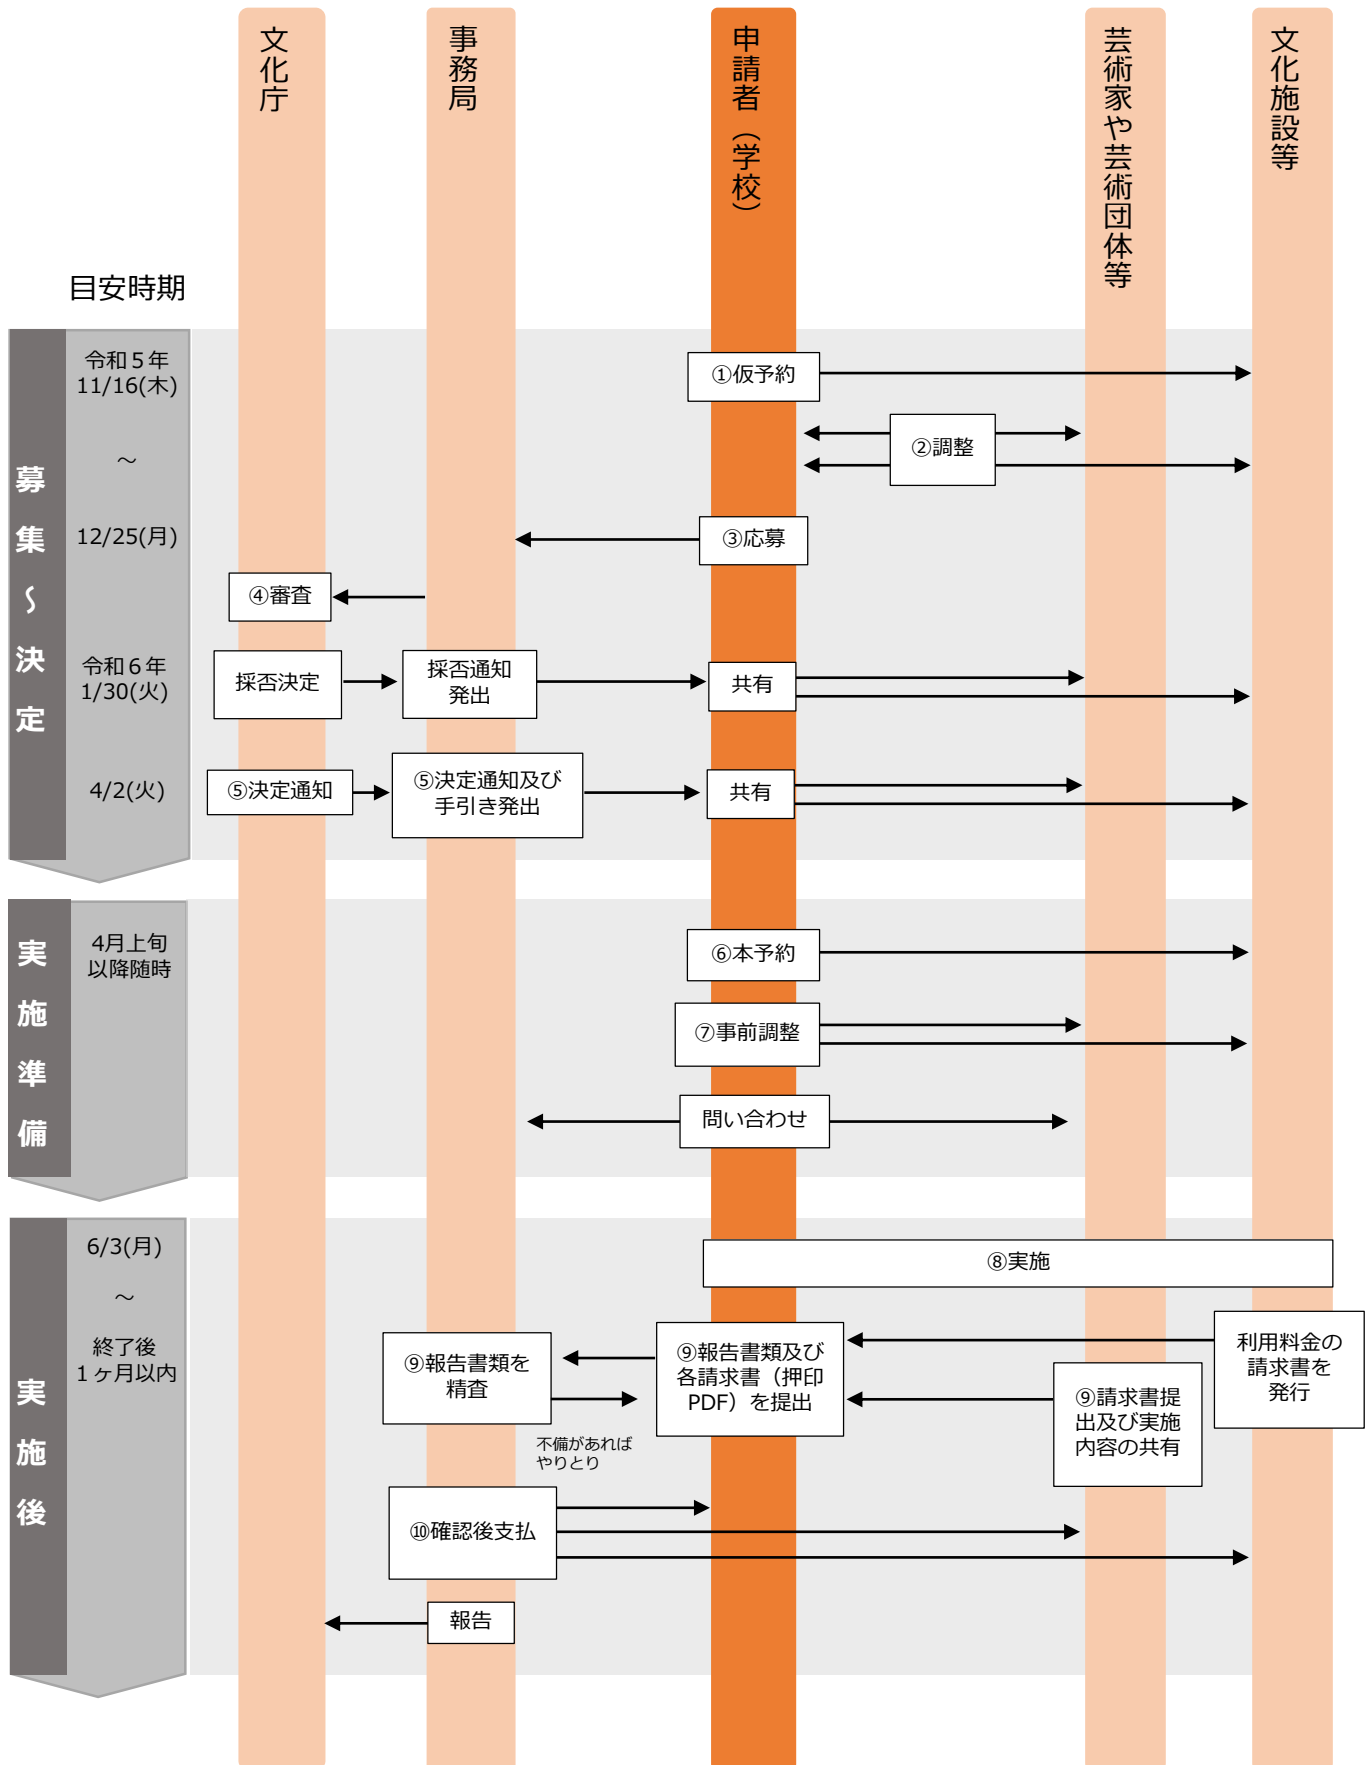 文化庁
事務局
申請者（学校）
芸術家や芸術団体等
文化施設等
目安時期
募集～決定
令和５年
11/16(木)
～
12/25(月)
令和６年
1/30(火)
4/2(火)
①仮予約
②調整
③応募
④審査
採否決定
採否通知
発出
共有
⑤決定通知
⑤決定通知及び
手引き発出
共有
実施準備
4月上旬
以降随時
⑥本予約
⑦事前調整
問い合わせ
実施後
6/3(月)
～
終了後
１ヶ月以内
⑧実施
利用料金の
請求書を
発行
⑨報告書類を
精査
⑨報告書類及び
各請求書（押印
PDF）を提出
⑨請求書提
出及び実施
内容の共有
不備があれば
やりとり
⑩確認後支払
報告